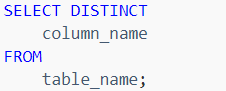 SELECT DISTINCT
column_name
FROM
table_name;